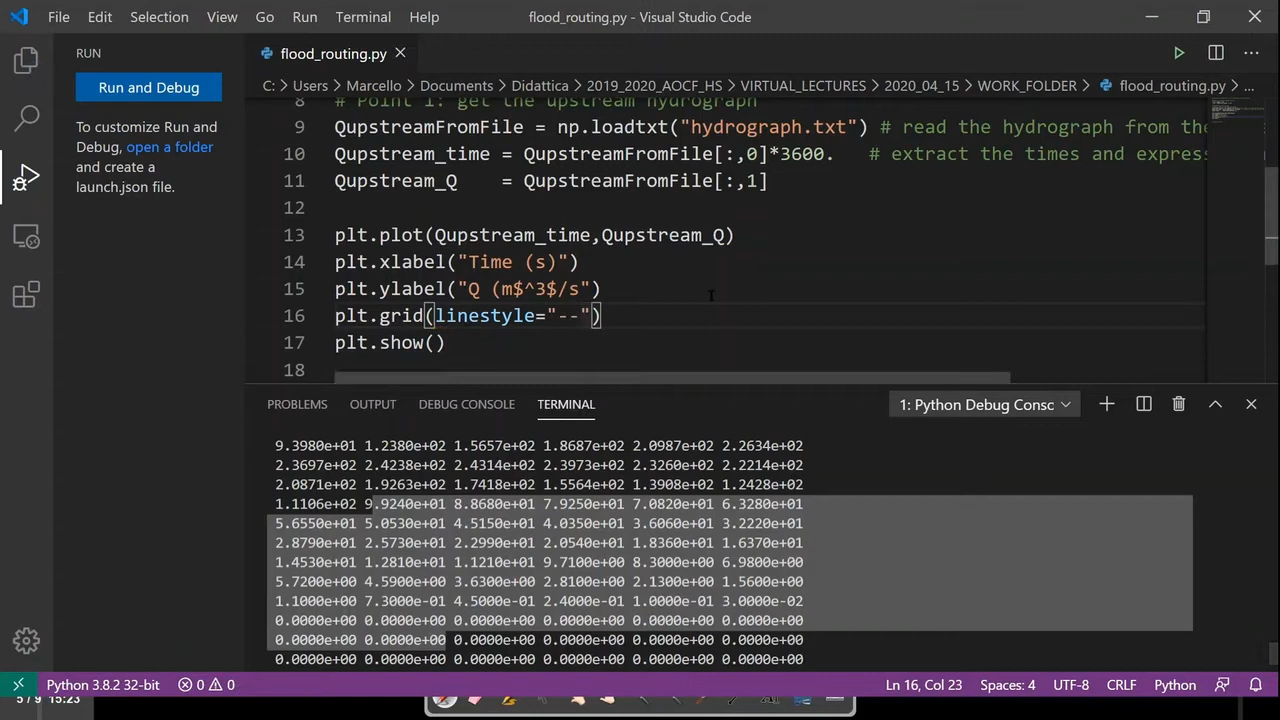 File Edit Selection View Go Run Terminal Help flood_routing.py - Visual Studio Code
RUN
flood_routing.py
Run and Debug
To customize Run and
Debug, open a folder
and create a
launch.json file.
C: > Users > Marcello > Documents > Didattica > 2019_2020_AOCF_HS > VIRTUAL_LECTURES > 2020_04_15 > WORK_FOLDER > flood_routing.py > ...
8 # Point 1: get the upstream hydrograph
9 QupstreamFromFile = np.loadtxt("hydrograph.txt") # read the hydrograph from the
10 Qupstream_time = QupstreamFromFile[:,0]*3600. # extract the times and express
11 Qupstream_Q = QupstreamFromFile[:,1]
12
13 plt.plot(Qupstream_time,Qupstream_Q)
14 plt.xlabel("Time (s)")
15 plt.ylabel("Q (m$^3$/s")
16 plt.grid(linestyle="--")
17 plt.show()
18
PROBLEMS OUTPUT DEBUG CONSOLE TERMINAL 1: Python Debug Consc
9.3980e+01 1.2380e+02 1.5657e+02 1.8687e+02 2.0987e+02 2.2634e+02
2.3697e+02 2.4238e+02 2.4314e+02 2.3973e+02 2.3260e+02 2.2214e+02
2.0871e+02 1.9263e+02 1.7418e+02 1.5564e+02 1.3908e+02 1.2428e+02
1.1106e+02 9.9240e+01 8.8680e+01 7.9250e+01 7.0820e+01 6.3280e+01
5.6550e+01 5.0530e+01 4.5150e+01 4.0350e+01 3.6060e+01 3.2220e+01
2.8790e+01 2.5730e+01 2.2990e+01 2.0540e+01 1.8360e+01 1.6370e+01
1.4530e+01 1.2810e+01 1.1210e+01 9.7100e+00 8.3000e+00 6.9800e+00
5.7200e+00 4.5900e+00 3.6300e+00 2.8100e+00 2.1300e+00 1.5600e+00
1.1000e+00 7.3000e-01 4.5000e-01 2.4000e-01 1.0000e-01 3.0000e-02
0.0000e+00 0.0000e+00 0.0000e+00 0.0000e+00 0.0000e+00 0.0000e+00
0.0000e+00 0.0000e+00 0.0000e+00 0.0000e+00 0.0000e+00 0.0000e+00
0.0000e+00 0.0000e+00 0.0000e+00 0.0000e+00 0.0000e+00 0.0000e+00
Python 3.8.2 32-bit 0 0 Ln 16, Col 23 Spaces: 4 UTF-8 CRLF Python
5 / 9 15:23